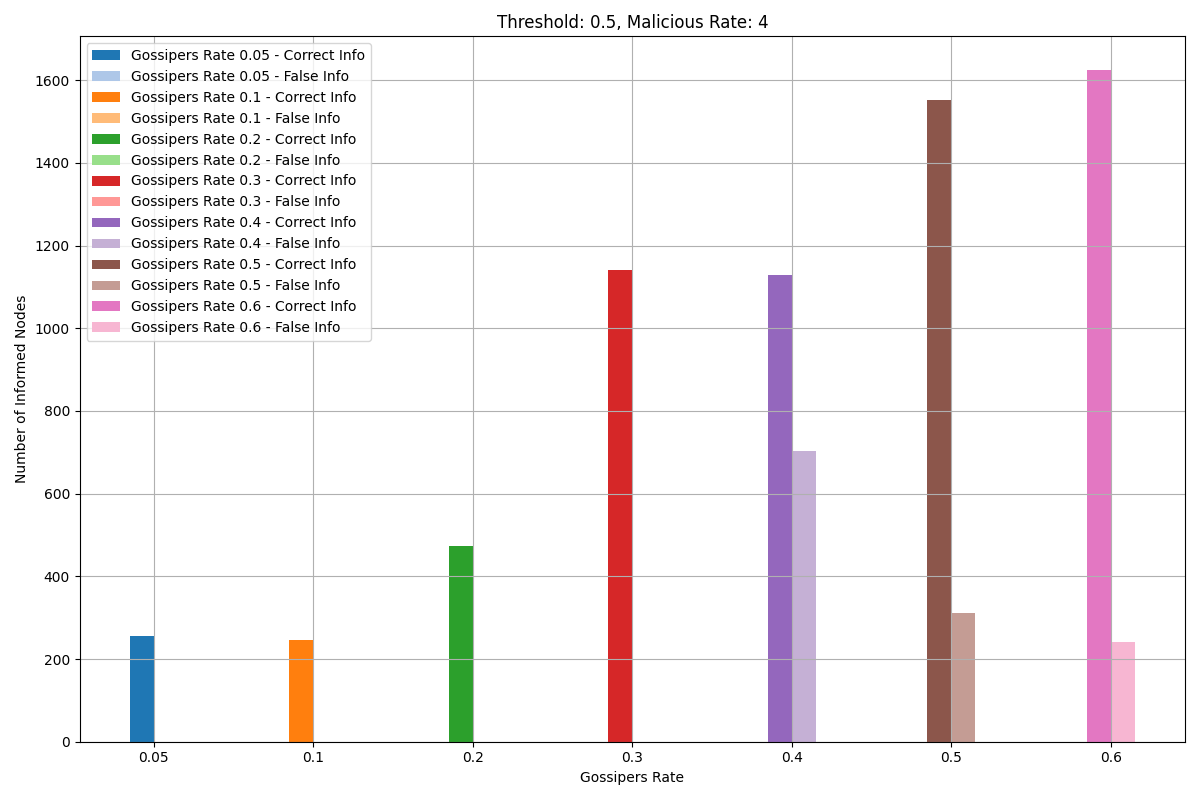 Threshold: 0.5, Malicious Rate: 4
Gossipers Rate 0.05 - Correct Info
Gossipers Rate 0.05 - False Info
Gossipers Rate 0.1 - Correct Info
Gossipers Rate 0.1 - False Info
Gossipers Rate 0.2 - Correct Info
Gossipers Rate 0.2 - False Info
Gossipers Rate 0.3 - Correct Info
Gossipers Rate 0.3 - False Info
Gossipers Rate 0.4 - Correct Info
Gossipers Rate 0.4 - False Info
Gossipers Rate 0.5 - Correct Info
Gossipers Rate 0.5 - False Info
Gossipers Rate 0.6 - Correct Info
Gossipers Rate 0.6 - False Info
Number of Informed Nodes
1600
1400
1200
1000
800
600
400
200
0
0.05 0.1 0.2 0.3 0.4 0.5 0.6
Gossipers Rate